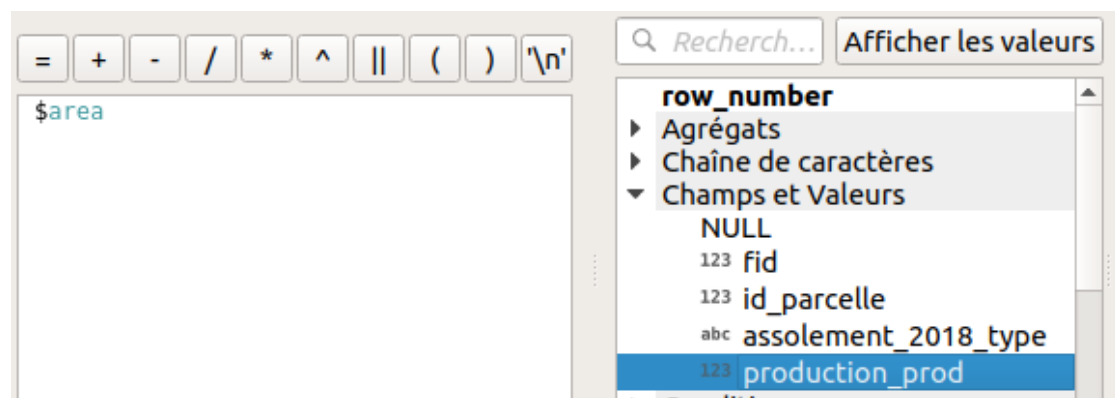 = + - / * ^ || ( ) '\n'
$area
Recherch... Afficher les valeurs
row_number
Agrégats
Chaîne de caractères
Champs et Valeurs
NULL
123 fid
123 id_parcelle
abc assolement_2018_type
123 production_prod